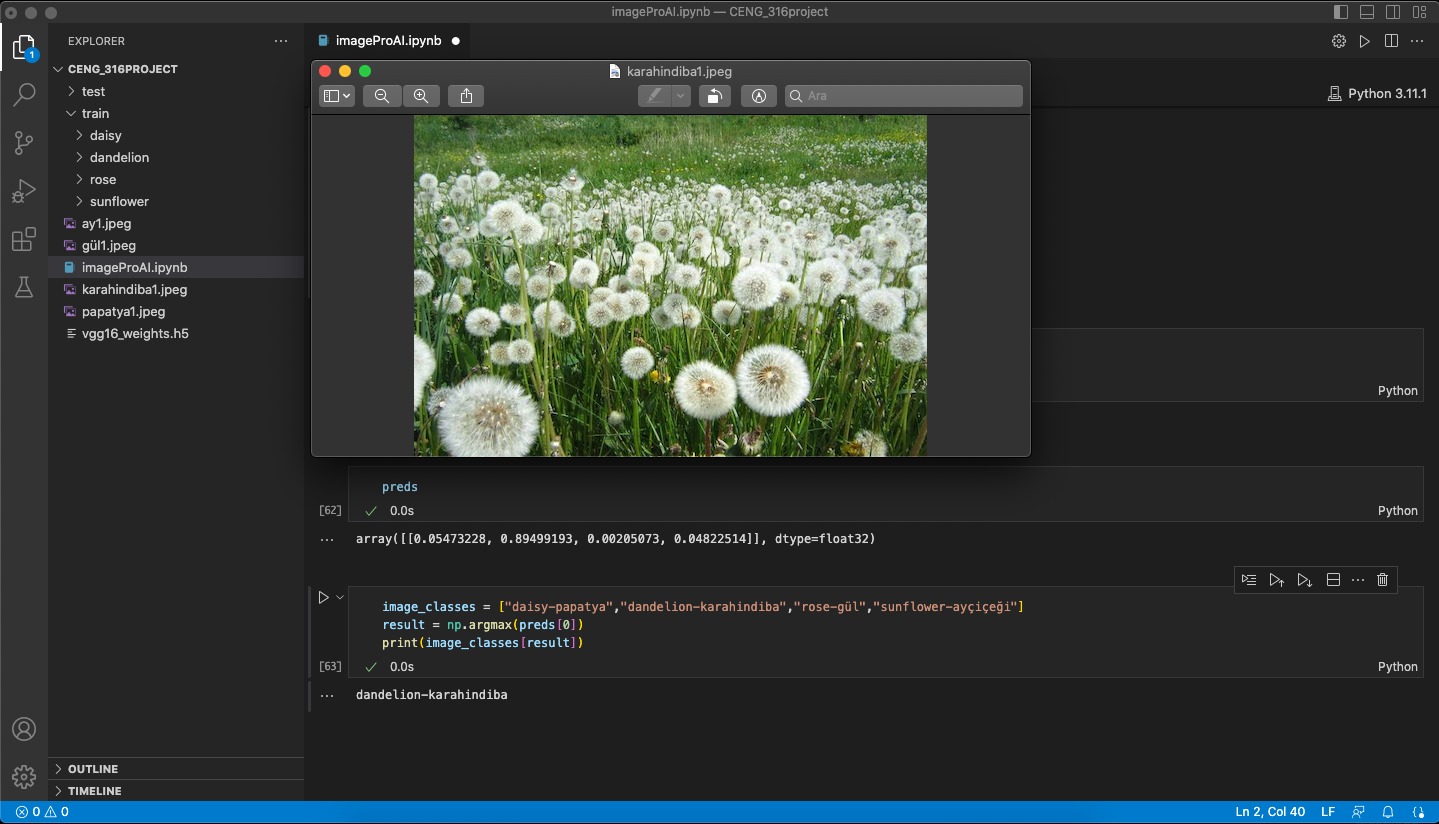 imageProAI.ipynb — CENG_316project
EXPLORER
imageProAI.ipynb
1
CENG_316PROJECT
test
train
daisy
dandelion
rose
sunflower
ay1.jpeg
gül1.jpeg
imageProAI.ipynb
karahindiba1.jpeg
papatya1.jpeg
vgg16_weights.h5
OUTLINE
TIMELINE
karahindiba1.jpeg
Ara
Python 3.11.1
Python
preds
[62]
0.0s
Python
array([[0.05473228, 0.89499193, 0.00205073, 0.04822514]], dtype=float32)
image_classes = ["daisy-papatya","dandelion-karahindiba","rose-gül","sunflower-ayçiçeği"]
result = np.argmax(preds[0])
print(image_classes[result])
[63]
0.0s
Python
dandelion-karahindiba
0 0
Ln 2, Col 40
LF